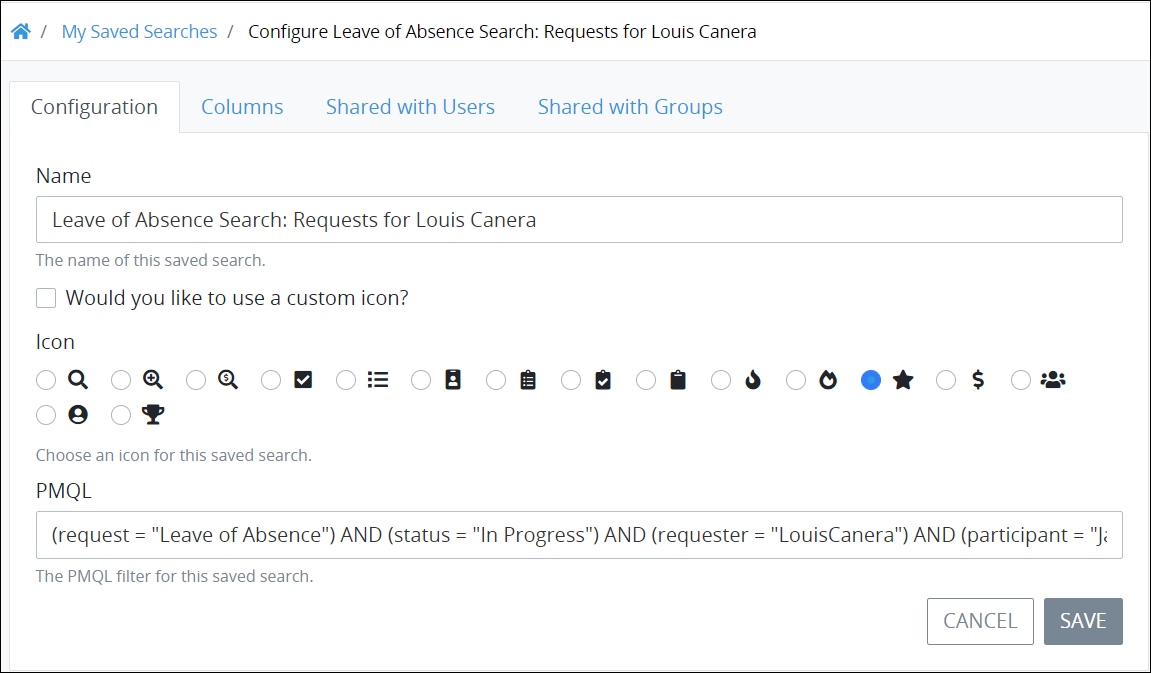 / My Saved Searches / Configure Leave of Absence Search: Requests for Louis Canera
Configuration Columns Shared with Users Shared with Groups
Name
Leave of Absence Search: Requests for Louis Canera
The name of this saved search.
Would you like to use a custom icon?
Icon
Choose an icon for this saved search.
PMQL
(request = "Leave of Absence") AND (status = "In Progress") AND (requester = "LouisCanera") AND (participant =
The PMQL filter for this saved search.
CANCEL SAVE